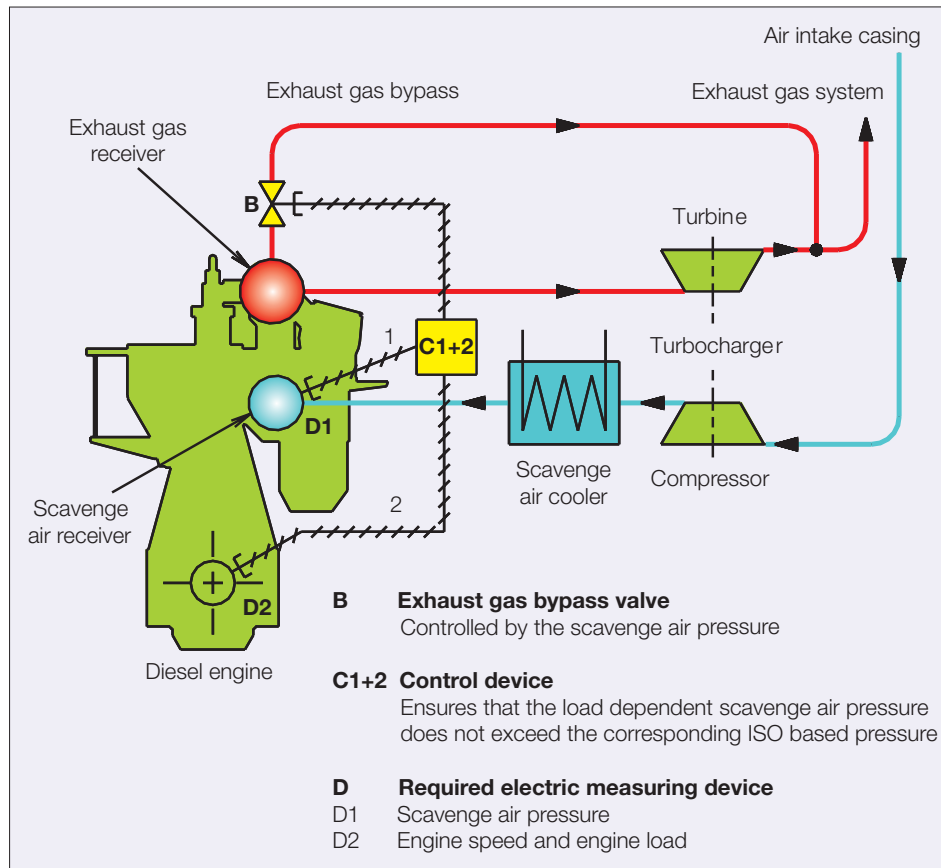 Air intake casing
Exhaust gas bypass
Exhaust gas system
Exhaust gas
receiver
B
Turbine
1
C1+2
Turbocharger
D1
Scavenge
air cooler
Compressor
Scavenge
air receiver
2
D2
Diesel engine
B Exhaust gas bypass valve
Controlled by the scavenge air pressure
C1+2 Control device
Ensures that the load dependent scavenge air pressure
does not exceed the corresponding ISO based pressure
D Required electric measuring device
D1 Scavenge air pressure
D2 Engine speed and engine load